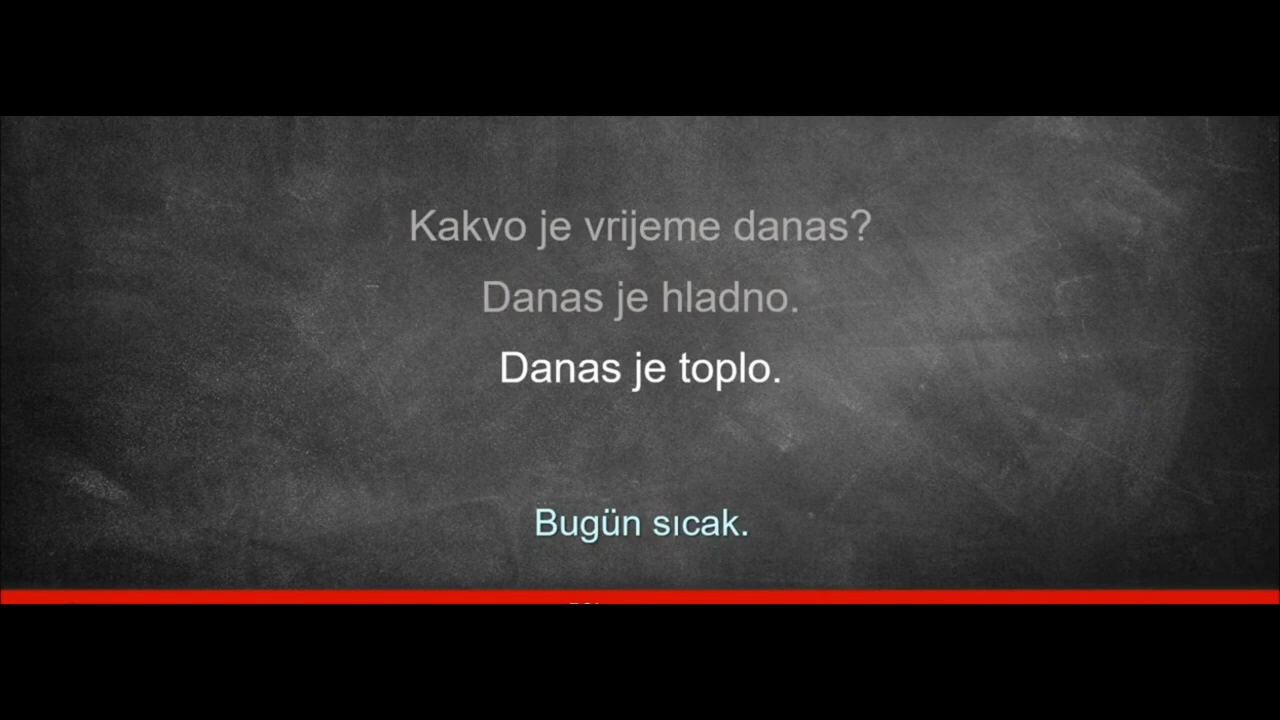 Kakvo je vrijeme danas?
Danas je hladno.
Danas je toplo.
Bugün sıcak.